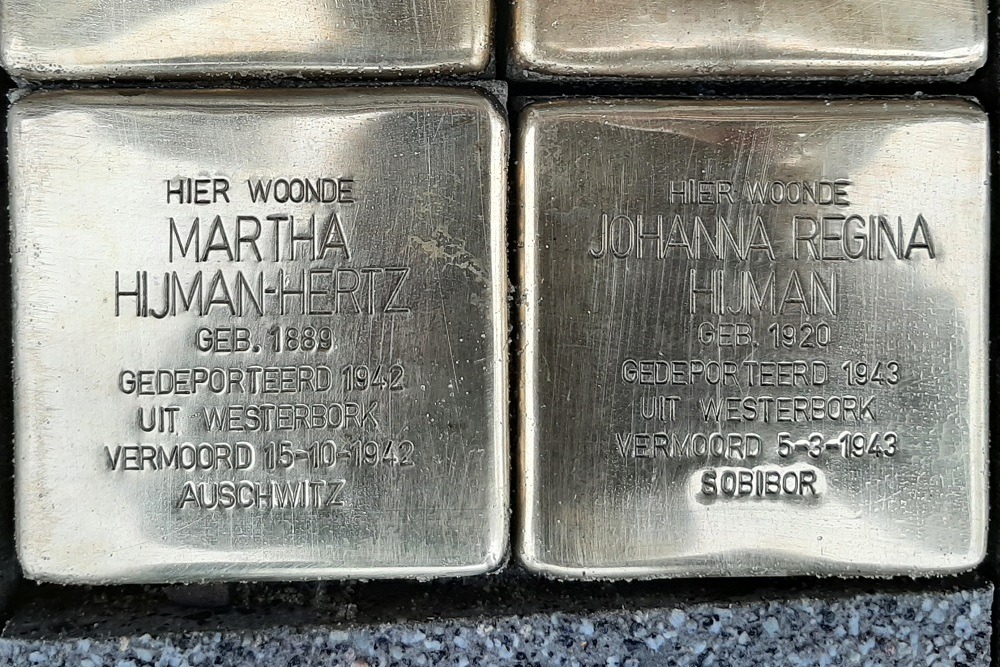 HIER WOONDE
MARTHA
HIJMAN-HERTZ
GEB. 1889
GEDEPORTEERD 1942
UIT WESTERBORK
VERMOORD 15-10-1942
AUSCHWITZ
HIER WOONDE
JOHANNA REGINA
HIJMAN
GEB. 1920
GEDEPORTEERD 1943
UIT WESTERBORK
VERMOORD 5-3-1943
SOBIBOR